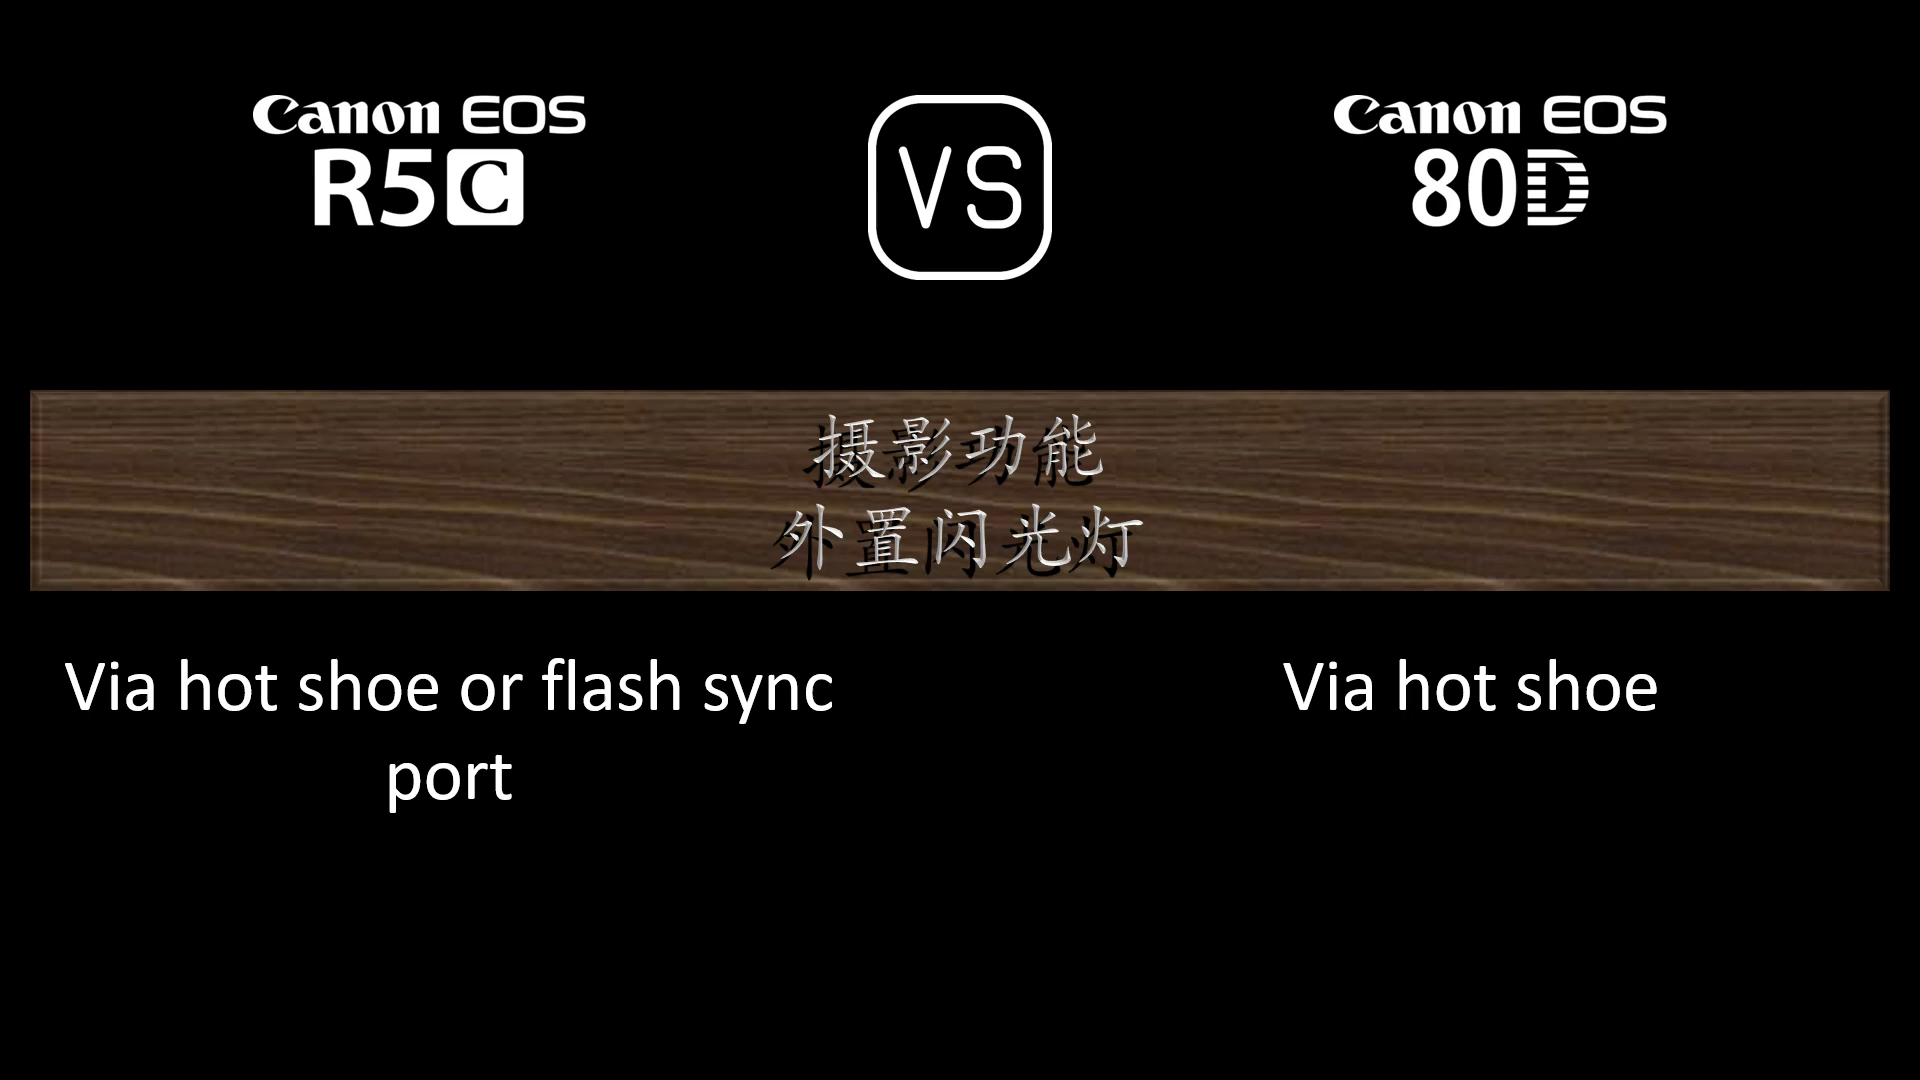 Canon EOS
R5 C
VS
Canon EOS
80D
摄影功能
外置闪光灯
Via hot shoe or flash sync
port
Via hot shoe